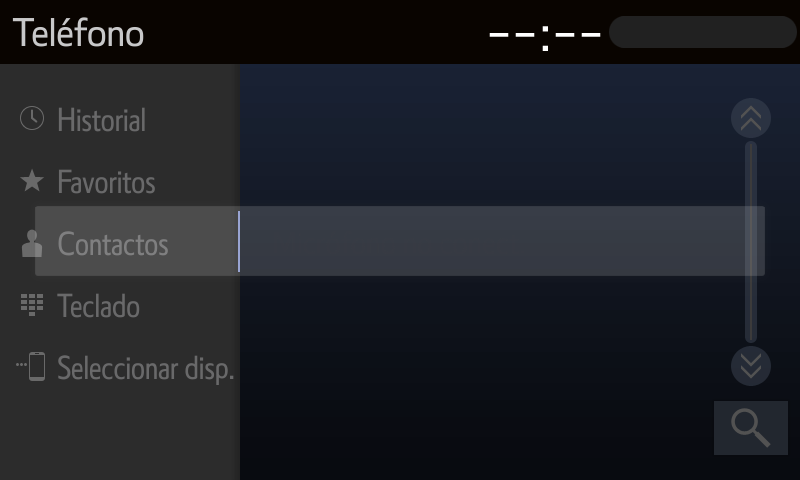 Teléfono
--:--
Historial
Favoritos
Contactos
Teclado
Seleccionar disp.